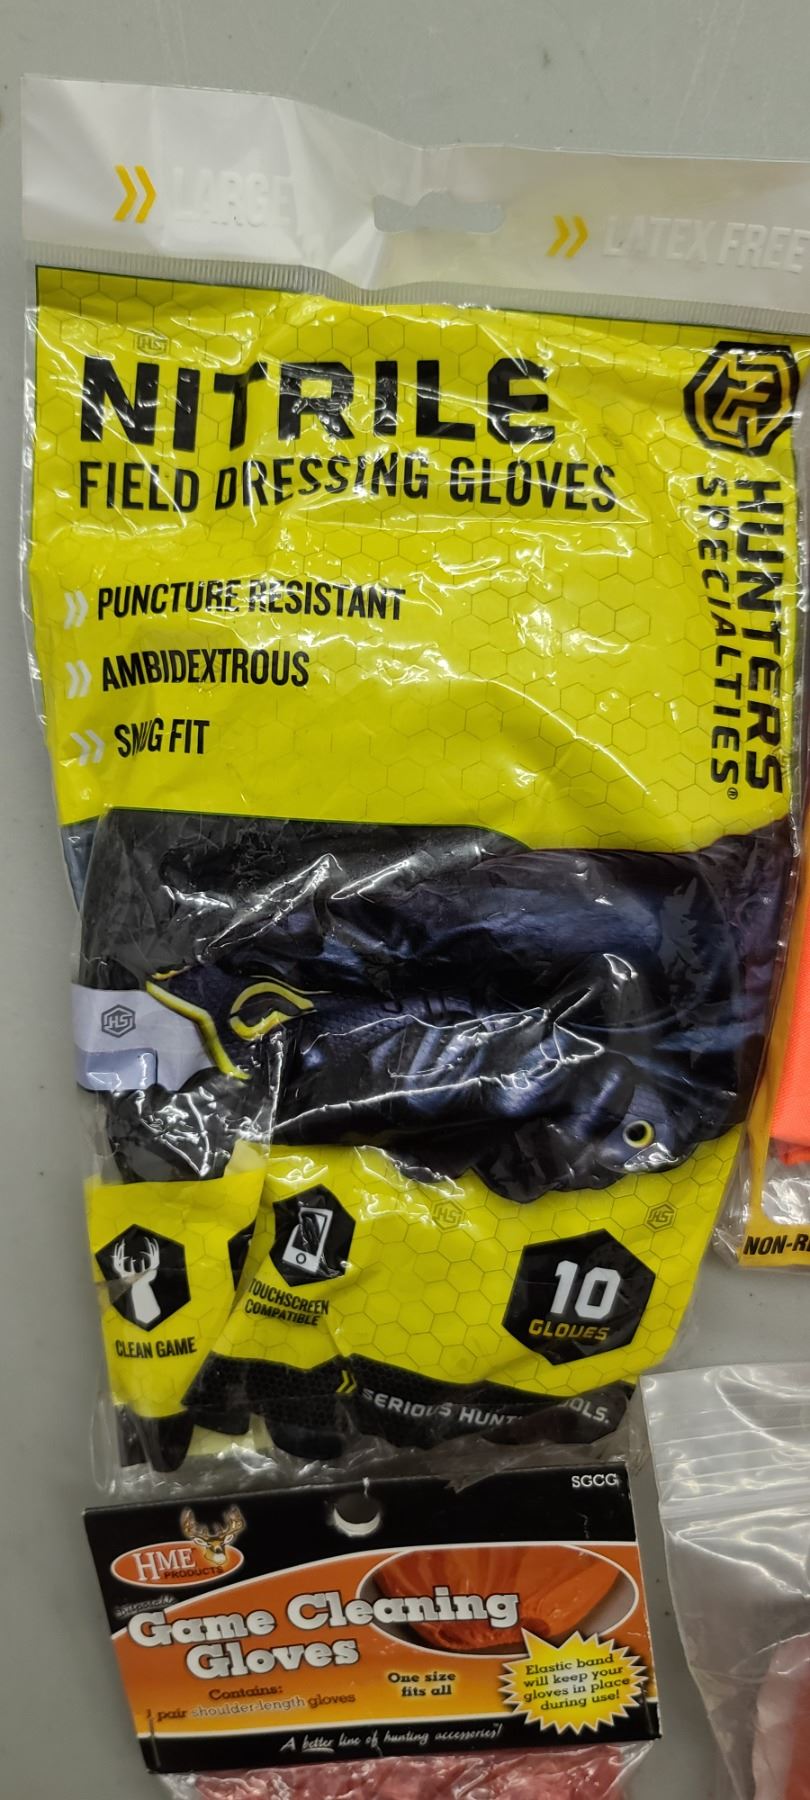 LARGE
LATEX FREE
NITRILE
FIELD DRESSING GLOVES
HUNTERS
SPECIALTIES®
PUNCTURE RESISTANT
AMBIDEXTROUS
SNUG FIT
HS
CLEAN GAME
TOUCHSCREEN
COMPATIBLE
10
GLOVES
SERIOUS
NON-
SGCG
HME
PRODUCTS
Game Cleaning
Gloves
Contains:
1 pair shoulder-length gloves
One size
fits all
Elastic band
will keep your
gloves in place
during use!
A better line of hunting accessories!